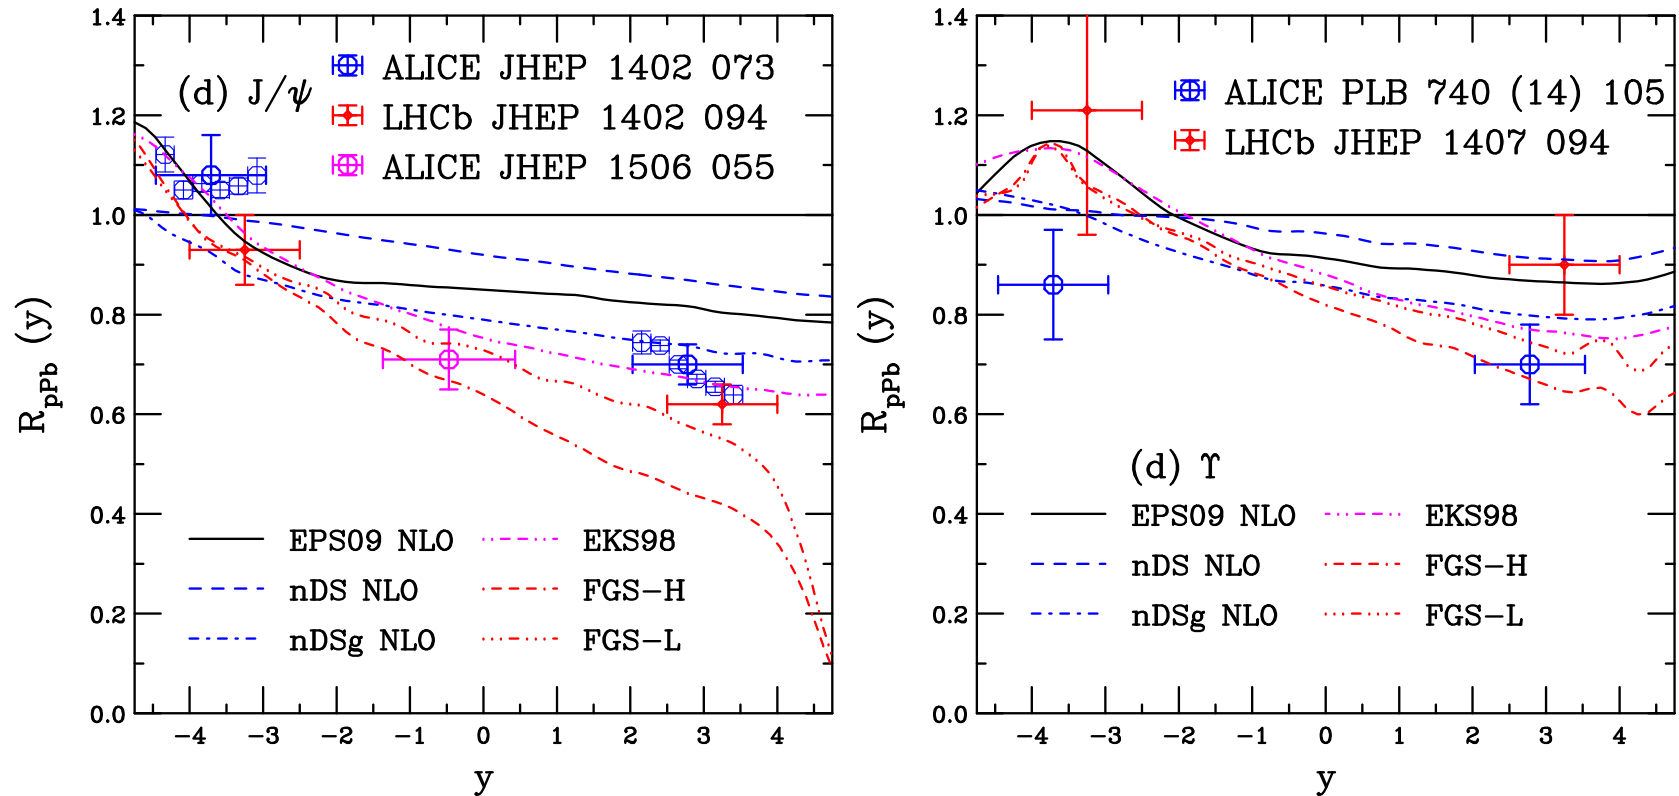 (d) J/ψ
ALICE JHEP 1402 073
LHCb JHEP 1402 094
ALICE JHEP 1506 055
1.4
1.2
1.0
0.8
0.6
0.4
0.2
0.0
R_pPb (y)
EPS09 NLO
nDS NLO
nDSg NLO
EKS98
FGS-H
FGS-L
-4 -3 -2 -1 0 1 2 3 4
y
ALICE PLB 740 (14) 105
LHCb JHEP 1407 094
1.4
1.2
1.0
0.8
0.6
0.4
0.2
0.0
R_pPb (y)
(d) ϒ
EPS09 NLO
nDS NLO
nDSg NLO
EKS98
FGS-H
FGS-L
-4 -3 -2 -1 0 1 2 3 4
y